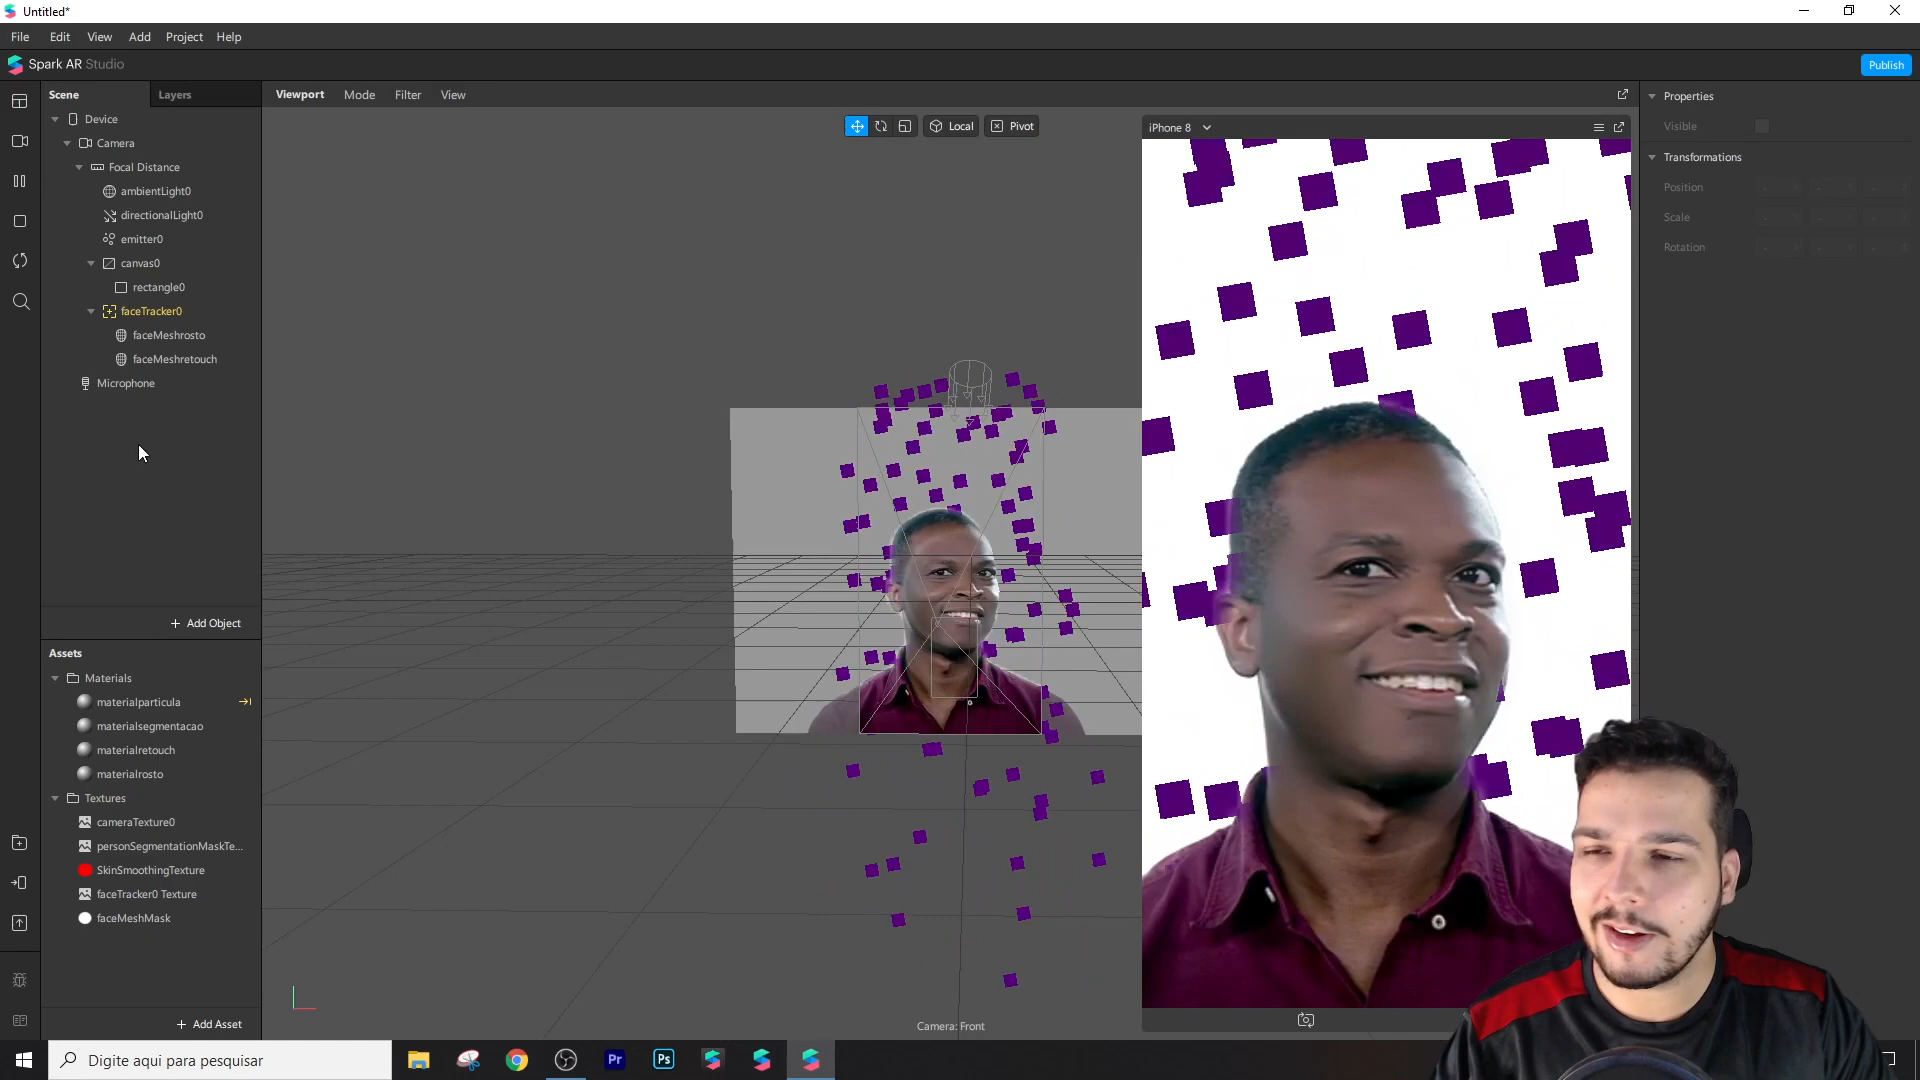 Untitled*
File Edit View Add Project Help
Spark AR Studio
Publish
Scene
Layers
Viewport Mode Filter View
Properties
Visible
Transformations
Position
Scale
Rotation
Local
Pivot
iPhone 8
Device
Camera
Focal Distance
ambientLight0
directionalLight0
emitter0
canvas0
rectangle0
faceTracker0
faceMeshrosto
faceMeshretouch
Microphone
+ Add Object
Assets
Materials
materialparticula
materialsegmentacao
materialretouch
materialrosto
Textures
cameraTexture0
personSegmentationMaskTe...
SkinSmoothingTexture
faceTracker0 Texture
faceMeshMask
+ Add Asset
Camera: Front
Digite aqui para pesquisar
Pr
Ps